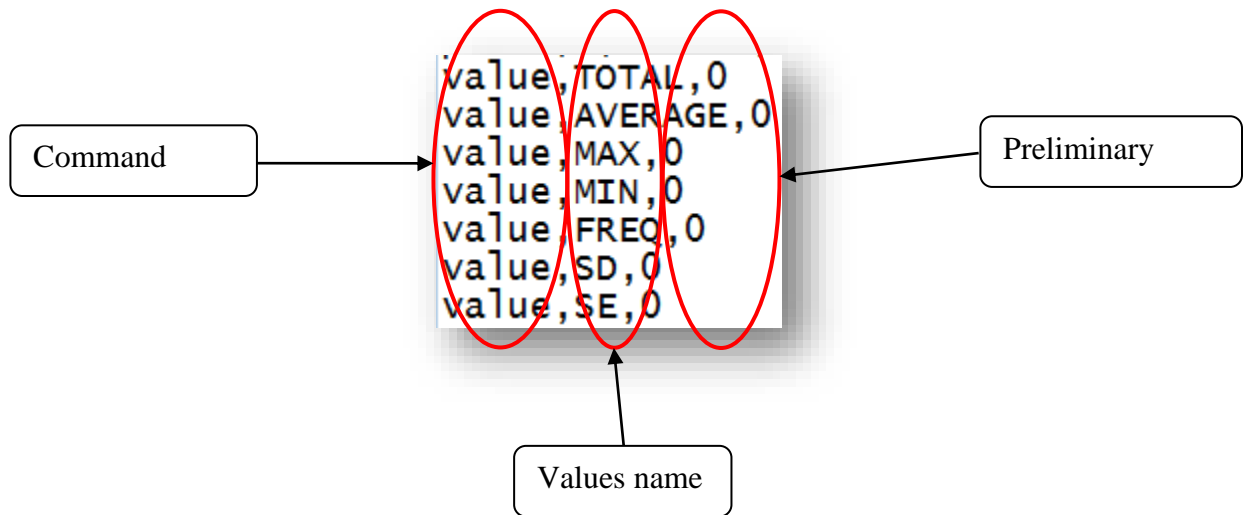 value,TOTAL,0
value,AVERAGE,0
value,MAX,0
value,MIN,0
value,FREQ,0
value,SD,0
value,SE,0
Command
Preliminary
Values name